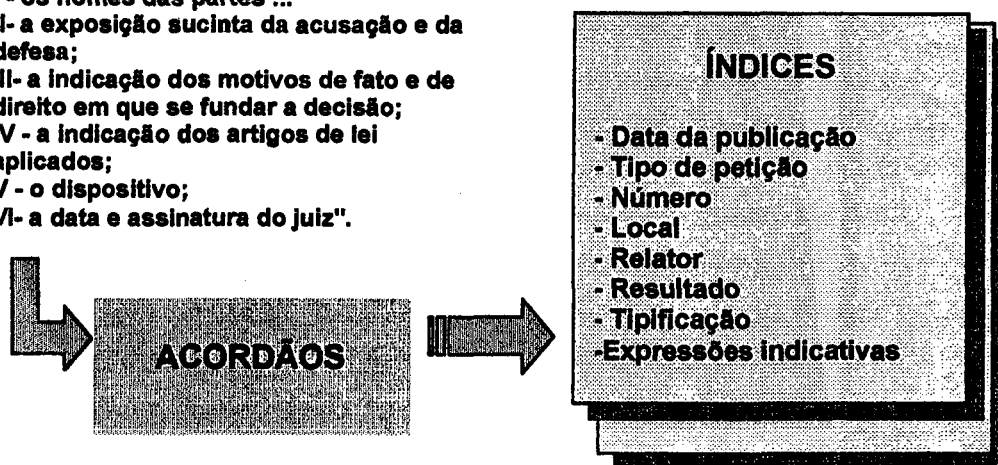 - os nomes das partes ...
I- a exposição sucinta da acusação e da
defesa;
II- a indicação dos motivos de fato e de
direito em que se fundar a decisão;
V - a indicação dos artigos de lei
aplicados;
V - o dispositivo;
VI- a data e assinatura do juiz".
ACORDÃOS
ÍNDICES
- Data da publicação
- Tipo de petição
- Número
- Local
- Relator
- Resultado
- Tipificação
-Expressões indicativas